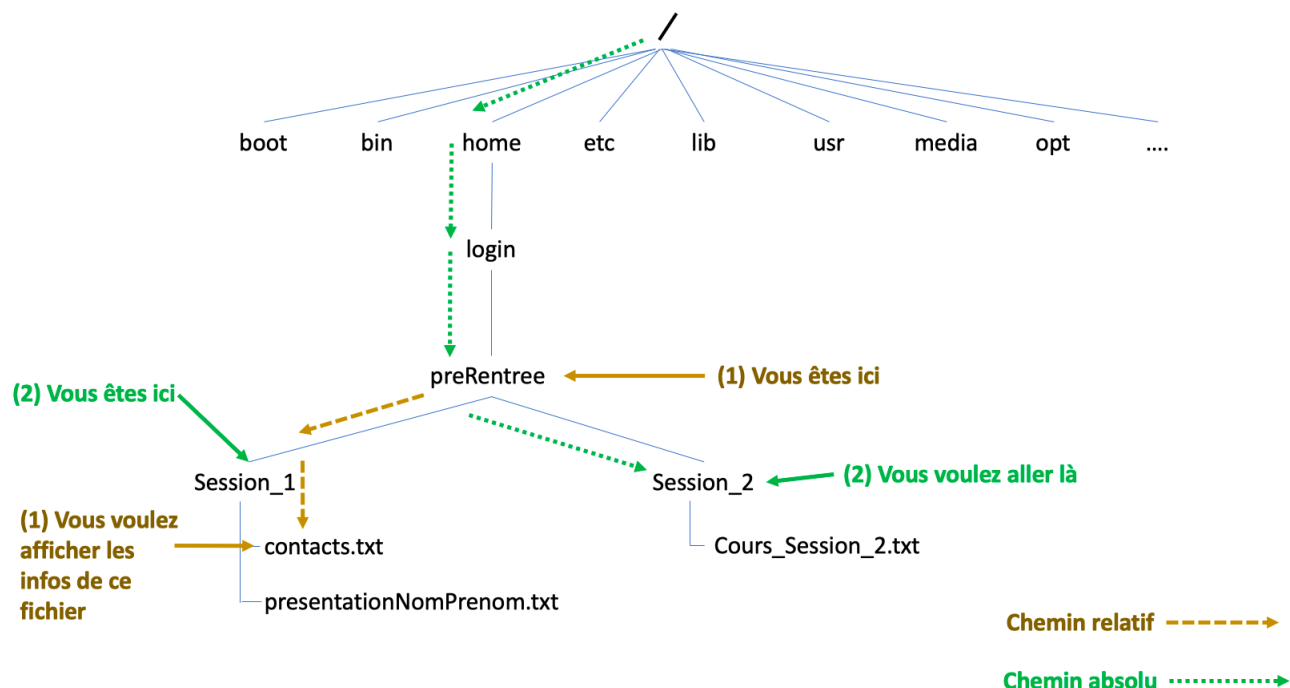 /
boot
bin
home
etc
lib
usr
media
opt
....
login
preRentree
(1) Vous êtes ici
(2) Vous êtes ici
Session_1
Session_2
(2) Vous voulez aller là
(1) Vous voulez
afficher les
infos de ce
fichier
contacts.txt
Cours_Session_2.txt
presentationNomPrenom.txt
Chemin relatif
Chemin absolu